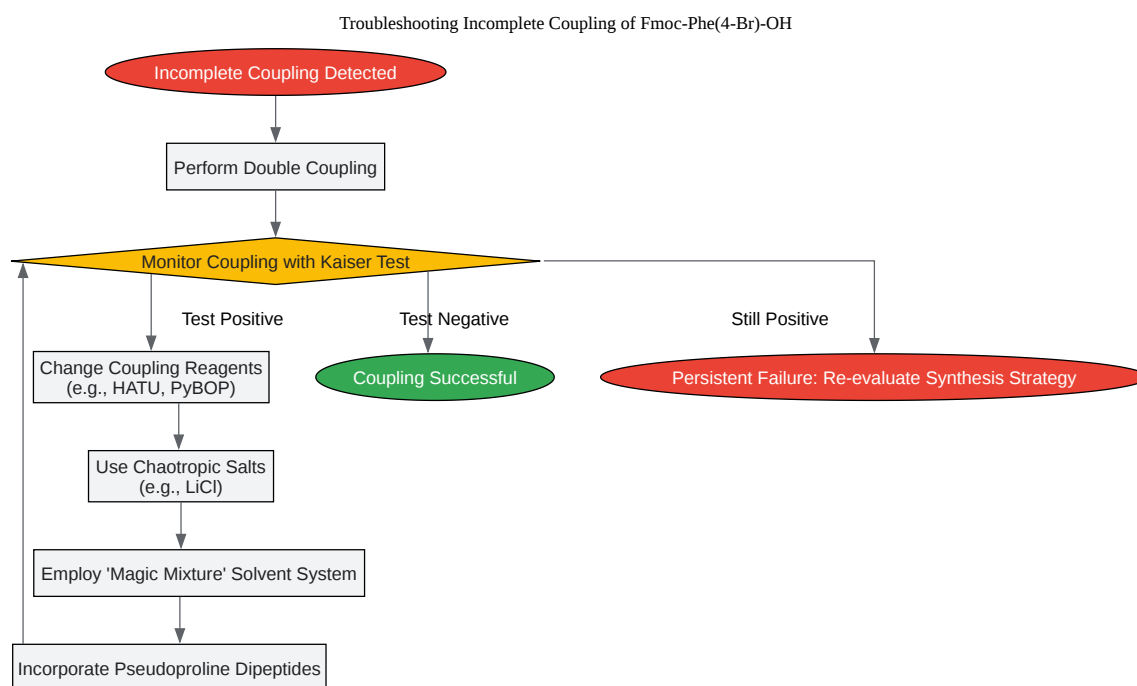 Troubleshooting Incomplete Coupling of Fmoc-Phe(4-Br)-OH
Incomplete Coupling Detected
Perform Double Coupling
Monitor Coupling with Kaiser Test
Test Positive
Test Negative
Still Positive
Change Coupling Reagents
(e.g., HATU, PyBOP)
Coupling Successful
Persistent Failure: Re-evaluate Synthesis Strategy
Use Chaotropic Salts
(e.g., LiCl)
Employ 'Magic Mixture' Solvent System
Incorporate Pseudoproline Dipeptides